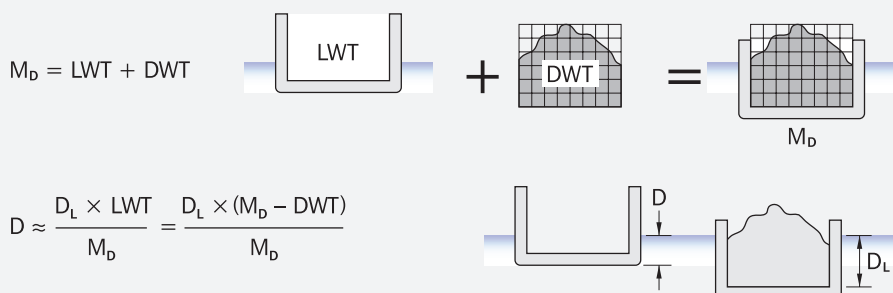 M_D = LWT + DWT
LWT
+
DWT
=
M_D
D ≈ D_L × LWT / M_D = D_L × (M_D – DWT) / M_D
D
D_L